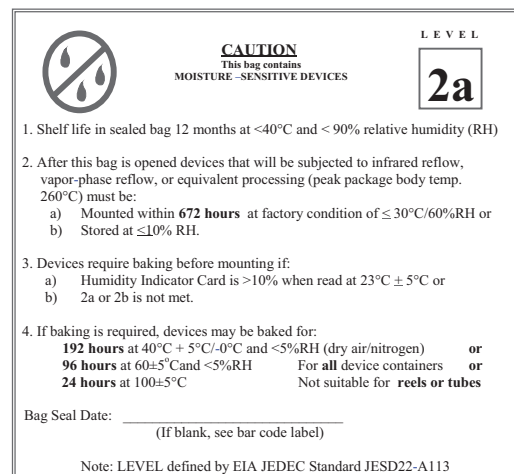 LEVEL
CAUTION
This bag contains
MOISTURE –SENSITIVE DEVICES
2a
1. Shelf life in sealed bag 12 months at <40°C and < 90% relative humidity (RH)
2. After this bag is opened devices that will be subjected to infrared reflow,
vapor-phase reflow, or equivalent processing (peak package body temp.
260°C) must be:
a) Mounted within 672 hours at factory condition of ≤ 30°C/60%RH or
b) Stored at ≤10% RH.
3. Devices require baking before mounting if:
a) Humidity Indicator Card is >10% when read at 23°C ± 5°C or
b) 2a or 2b is not met.
4. If baking is required, devices may be baked for:
192 hours at 40°C + 5°C/-0°C and <5%RH (dry air/nitrogen) or
96 hours at 60±5°Cand <5%RH For all device containers or
24 hours at 100±5°C Not suitable for reels or tubes
Bag Seal Date: ______________________________
(If blank, see bar code label)
Note: LEVEL defined by EIA JEDEC Standard JESD22-A113